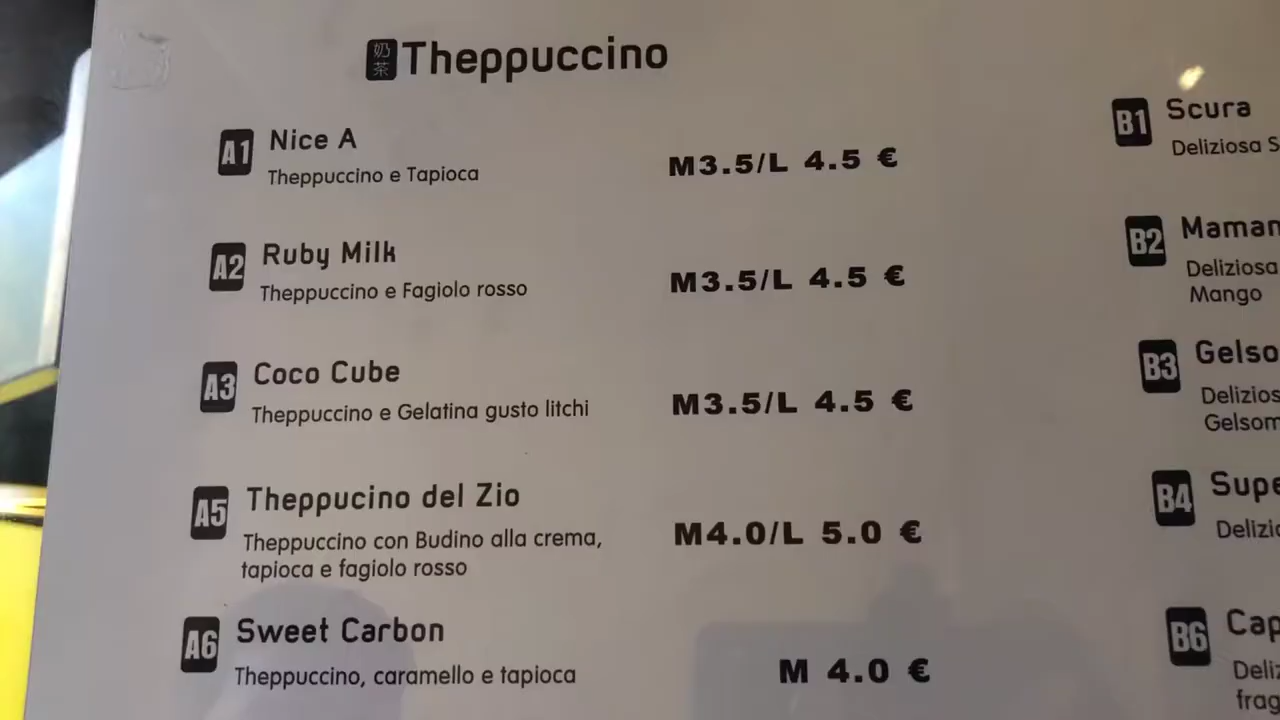 奶茶 Theppuccino
A1 Nice A
Theppuccino e Tapioca
M3.5/L 4.5 €
A2 Ruby Milk
Theppuccino e Fagiolo rosso
M3.5/L 4.5 €
A3 Coco Cube
Theppuccino e Gelatina gusto litchi
M3.5/L 4.5 €
A5 Theppucino del Zio
Theppuccino con Budino alla crema,
tapioca e fagiolo rosso
M4.0/L 5.0 €
A6 Sweet Carbon
Theppuccino, caramello e tapioca
M 4.0 €
B1 Scura
Deliziosa
B2
Deliziosa
Mango
B3
B4
B6